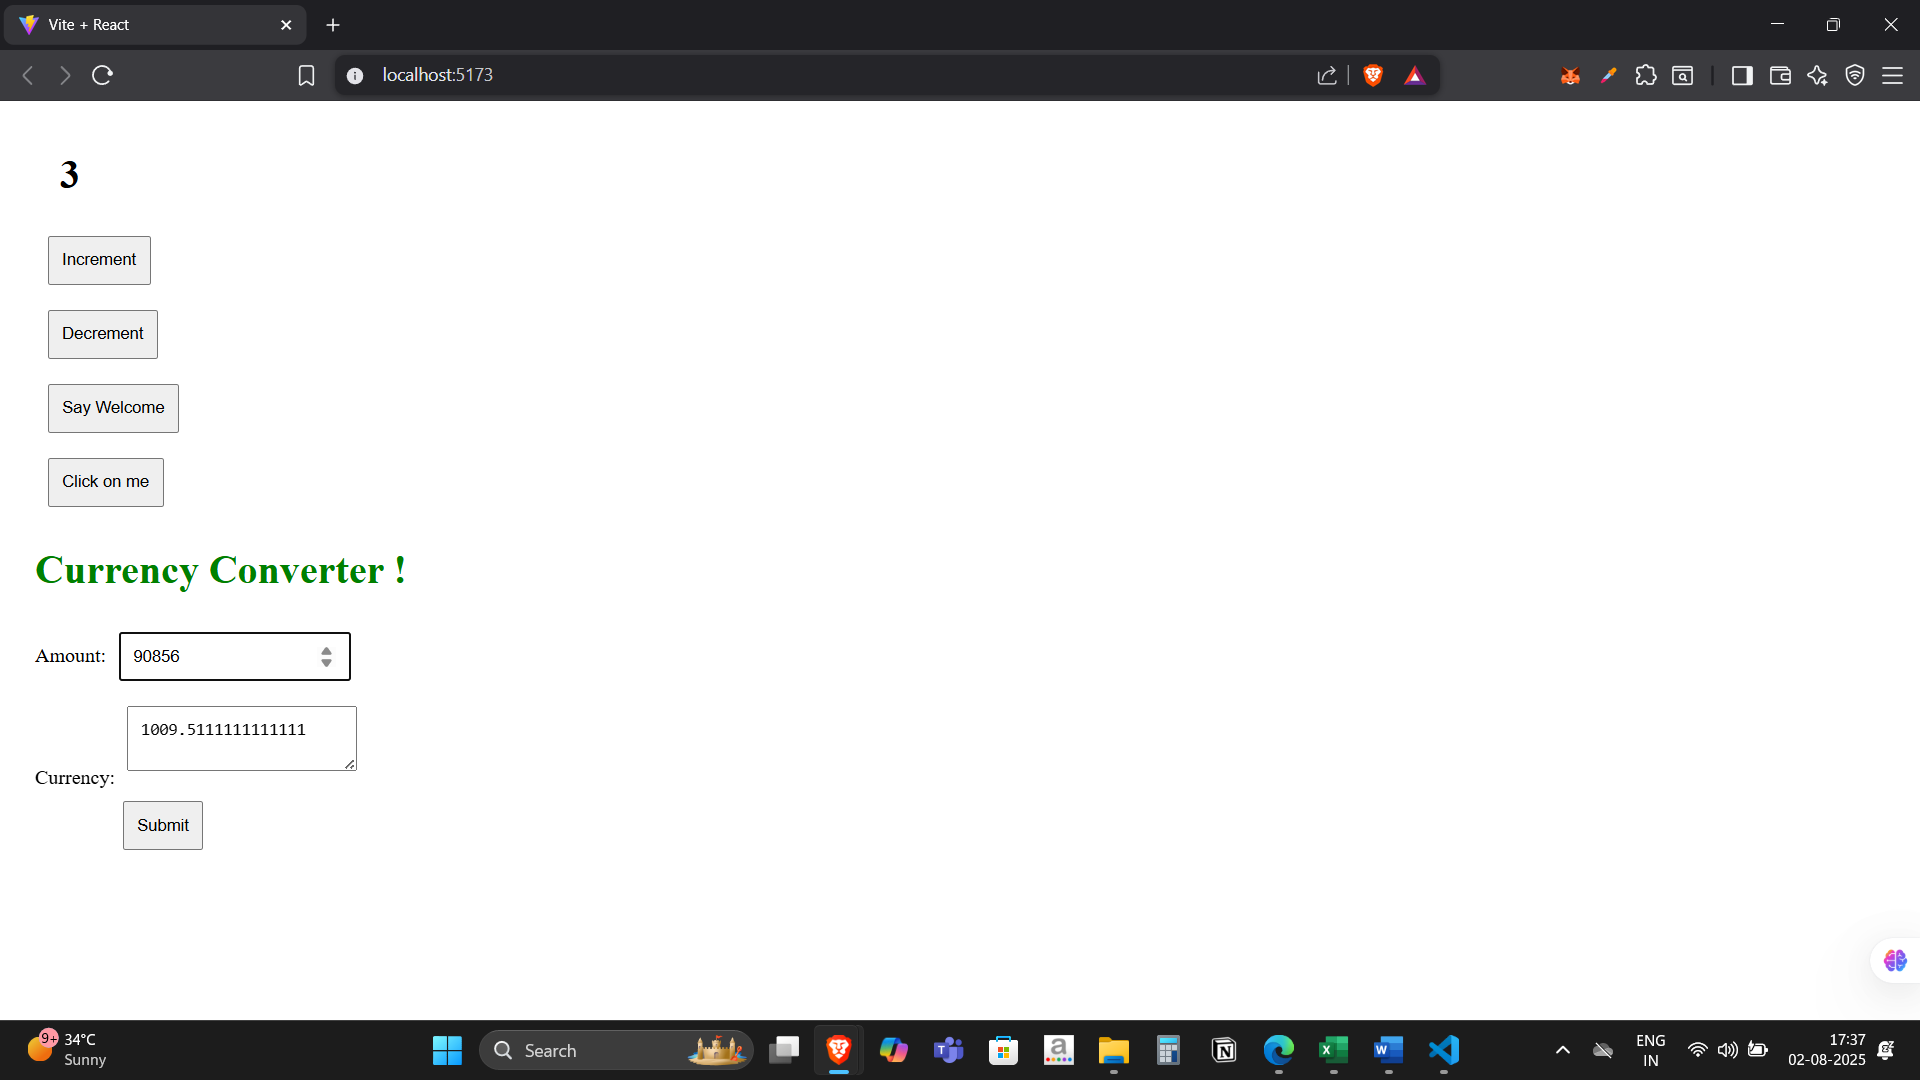 Vite + React
localhost:5173
3
Increment
Decrement
Say Welcome
Click on me
Currency Converter !
Amount: 90856
1009.5111111111111
Currency:
Submit
9+
34°C
Sunny
Search
ENG
IN
17:37
02-08-2025